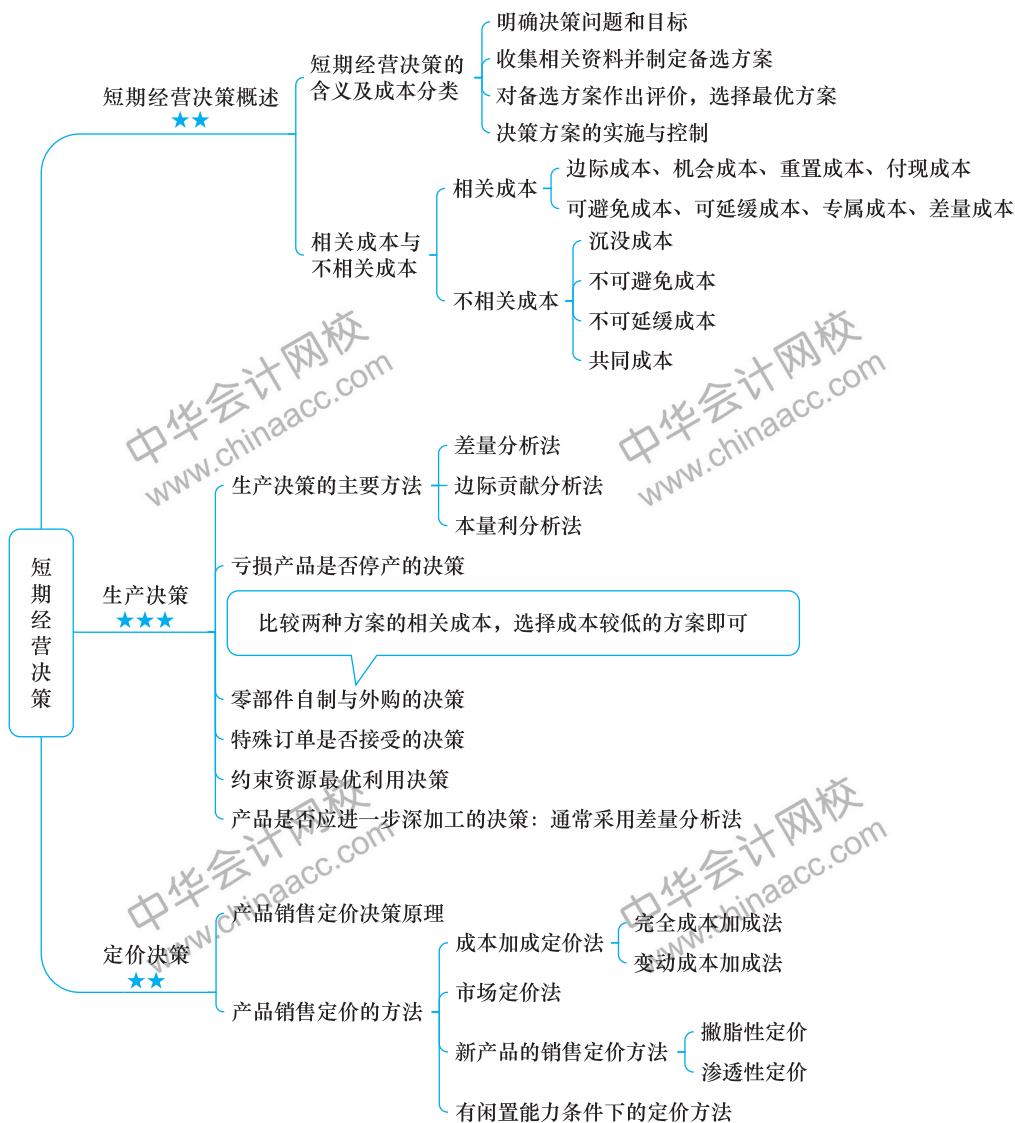 短期经营决策
短期经营决策概述
★★
短期经营决策的
含义及成本分类
明确决策问题和目标
收集相关资料并制定备选方案
对备选方案作出评价，选择最优方案
决策方案的实施与控制
相关成本与
不相关成本
相关成本
边际成本、机会成本、重置成本、付现成本
可避免成本、可延缓成本、专属成本、差量成本
不相关成本
沉没成本
不可避免成本
不可延缓成本
共同成本
生产决策
★★★
生产决策的主要方法
差量分析法
边际贡献分析法
本量利分析法
亏损产品是否停产的决策
比较两种方案的相关成本，选择成本较低的方案即可
零部件自制与外购的决策
特殊订单是否接受的决策
约束资源最优利用决策
产品是否应进一步深加工的决策：通常采用差量分析法
定价决策
★★
产品销售定价决策原理
产品销售定价的方法
成本加成定价法
完全成本加成法
变动成本加成法
市场定价法
新产品的销售定价方法
撇脂性定价
渗透性定价
有闲置能力条件下的定价方法
中华会计网校
www.chinaacc.com
中华会计网校
www.chinaacc.com
中华会计网校
www.chinaacc.com
中华会计网校
www.chinaacc.com